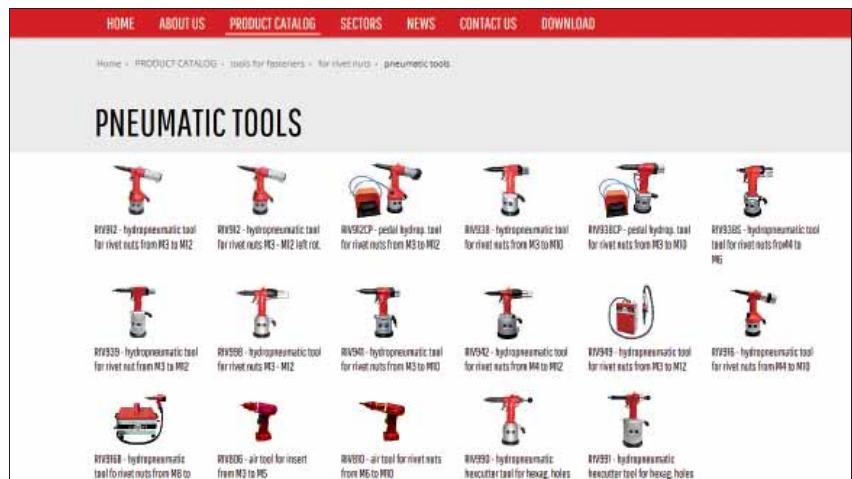 HOME ABOUT US PRODUCT CATALOG SECTORS NEWS CONTACT US DOWNLOAD
Home PRODUCT CATALOG tools for fasteners for rivet nuts pneumatic tools
PNEUMATIC TOOLS
RIV912 - hydropneumatic tool
for rivet nuts from M3 to M12
RIV912 - hydropneumatic tool
for rivet nuts M3 - M12 left rot.
RIV912CP - pedal hydrop. tool
for rivet nuts from M3 to M12
RIV938 - hydropneumatic tool
for rivet nuts from M3 to M10
RIV938CP - pedal hydrop. tool
for rivet nuts from M3 to M10
RIV938S - hydropneumatic tool
tool for rivet nuts froM4 to
M6
RIV939 - hydropneumatic tool
for rivet nut from M3 to M12
RIV998 - hydropneumatic tool
for rivet nuts M3 - M12
RIV941 - hydropneumatic tool
for rivet nuts from M3 to M10
RIV942 - hydropneumatic tool
for rivet nuts from M4 to M12
RIV949 - hydropneumatic tool
for rivet nuts from M3 to M12
RIV916 - hydropneumatic tool
for rivet nuts from M4 to M10
RIV916B - hydropneumatic
tool fo rivet nuts from M8 to
RIV806 - air tool for insert
from M3 to M5
RIV810 - air tool for rivet nuts
from M6 to M10
RIV990 - hydropneumatic
hexcutter tool for hexag. holes
RIV991 - hydropneumatic
hexcutter tool for hexag. holes